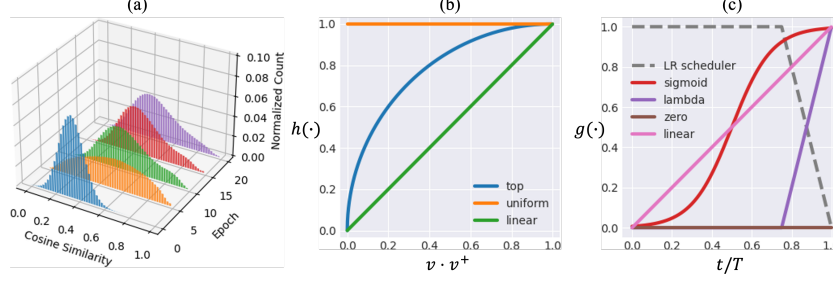 (a)
0.10
0.08
0.06
0.04
0.02
0.00
Normalized Count
0.0
0.2
0.4
0.6
0.8
1.0
Cosine Similarity
0
5
10
15
20
Epoch
(b)
h(·)
1.0
0.8
0.6
0.4
0.2
0.0
top
uniform
linear
0.0 0.2 0.4 0.6 0.8 1.0
v · v⁺
(c)
g(·)
1.0
0.8
0.6
0.4
0.2
0.0
LR scheduler
sigmoid
lambda
zero
linear
0.0 0.2 0.4 0.6 0.8 1.
t/T